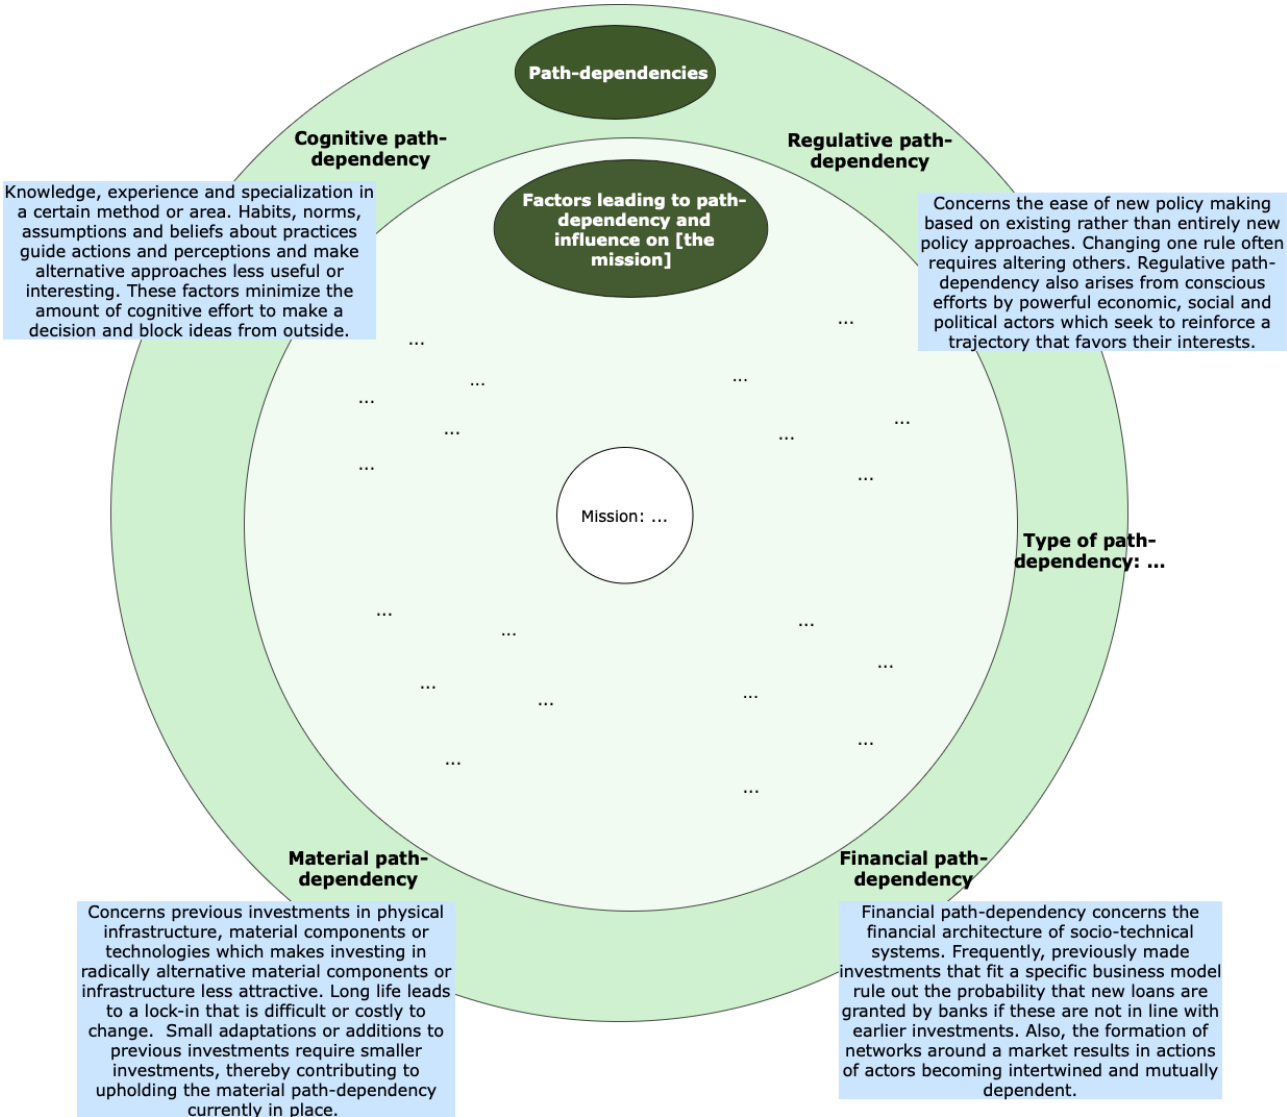 Path-dependencies
Cognitive path-
dependency
Regulative path-
dependency
Knowledge, experience and specialization in
a certain method or area. Habits, norms,
assumptions and beliefs about practices
guide actions and perceptions and make
alternative approaches less useful or
interesting. These factors minimize the
amount of cognitive effort to make a
decision and block ideas from outside.
Factors leading to path-
dependency and
influence on [the
mission]
Concerns the ease of new policy making
based on existing rather than entirely new
policy approaches. Changing one rule often
requires altering others. Regulative path-
dependency also arises from conscious
efforts by powerful economic, social and
political actors which seek to reinforce a
trajectory that favors their interests.
...
...
...
...
...
...
...
...
...
...
Mission: ...
Type of path-
dependency: ...
...
...
...
...
...
...
...
...
...
...
Material path-
dependency
Financial path-
dependency
Concerns previous investments in physical
infrastructure, material components or
technologies which makes investing in
radically alternative material components or
infrastructure less attractive. Long life leads
to a lock-in that is difficult or costly to
change.  Small adaptations or additions to
previous investments require smaller
investments, thereby contributing to
upholding the material path-dependency
currently in place.
Financial path-dependency concerns the
financial architecture of socio-technical
systems. Frequently, previously made
investments that fit a specific business model
rule out the probability that new loans are
granted by banks if these are not in line with
earlier investments. Also, the formation of
networks around a market results in actions
of actors becoming intertwined and mutually
dependent.